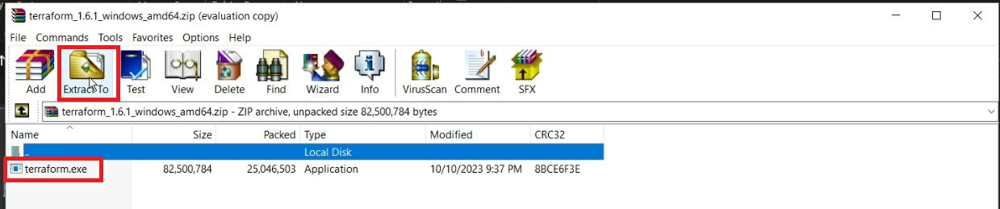 terraform_1.6.1_windows_amd64.zip (evaluation copy)
File Commands Tools Favorites Options Help
Add Extract To Test View Delete Find Wizard Info VirusScan Comment SFX
terraform_1.6.1_windows_amd64.zip - ZIP archive, unpacked size 82,500,784 bytes
Name Size Packed Type Modified CRC32
.. Local Disk
terraform.exe 82,500,784 25,046,503 Application 10/10/2023 9:37 PM 8BCE6F3E